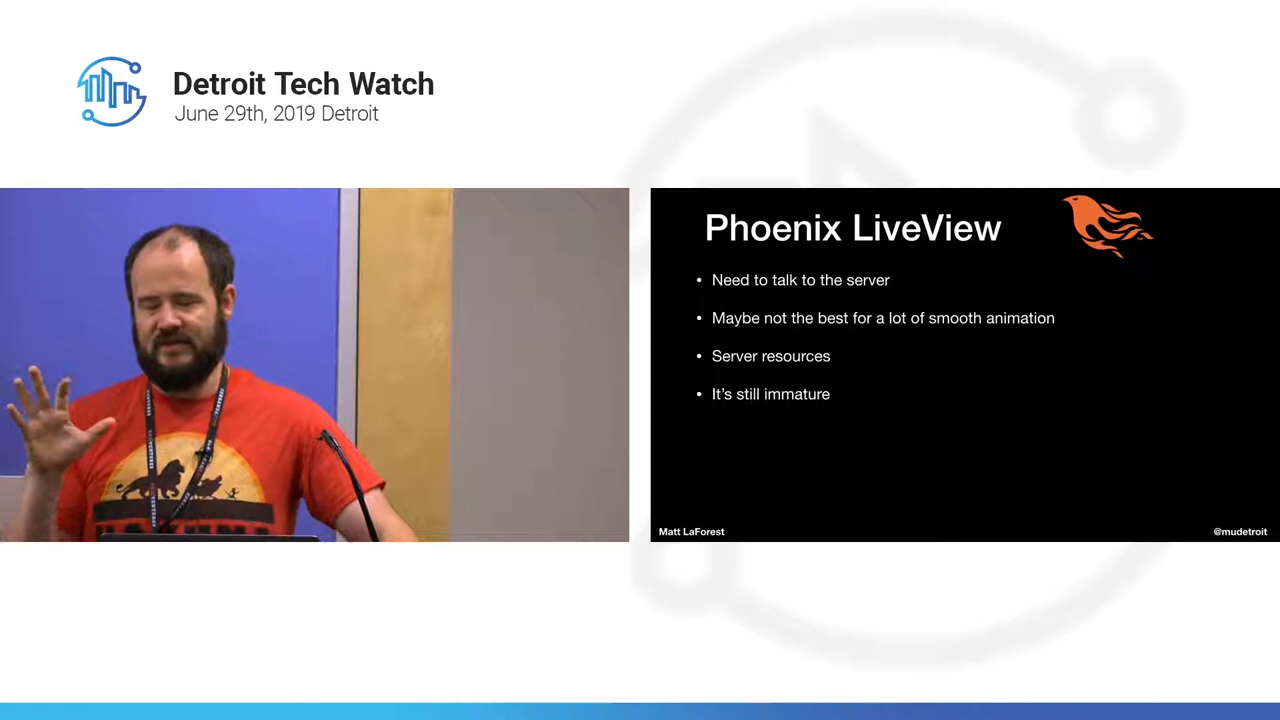 Detroit Tech Watch
June 29th, 2019 Detroit
Phoenix LiveView
• Need to talk to the server
• Maybe not the best for a lot of smooth animation
• Server resources
• It's still immature
Matt LaForest
@mudetroit